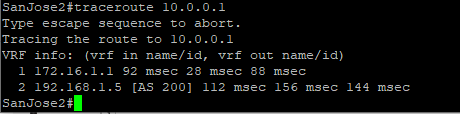 SanJose2#traceroute 10.0.0.1
Type escape sequence to abort.
Tracing the route to 10.0.0.1
VRF info: (vrf in name/id, vrf out name/id)
  1 172.16.1.1 92 msec 28 msec 88 msec
  2 192.168.1.5 [AS 200] 112 msec 156 msec 144 msec
SanJose2#